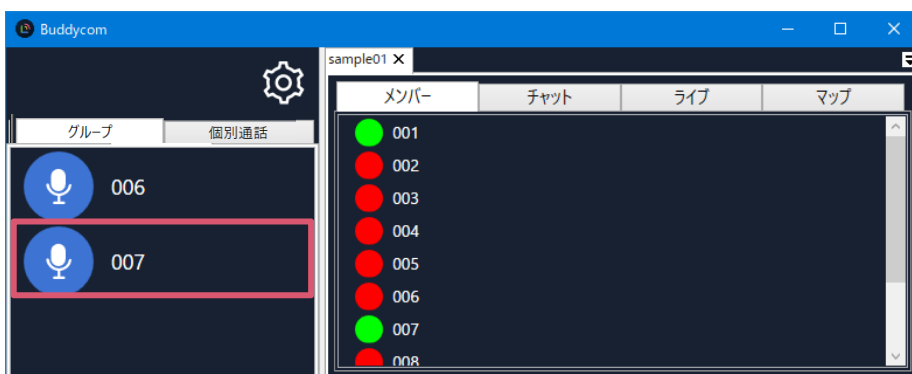 Buddycom
sample01
グループ
個別通話
006
007
メンバー
チャット
ライブ
マップ
001
002
003
004
005
006
007
008